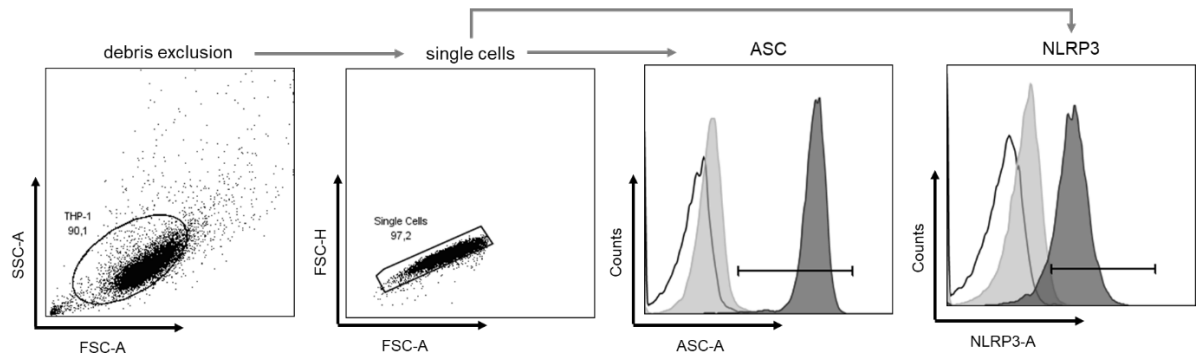 debris exclusion
single cells
ASC
NLRP3
THP-1
90,1
SSC-A
FSC-A
Single Cells
97,2
FSC-H
FSC-A
Counts
ASC-A
Counts
NLRP3-A